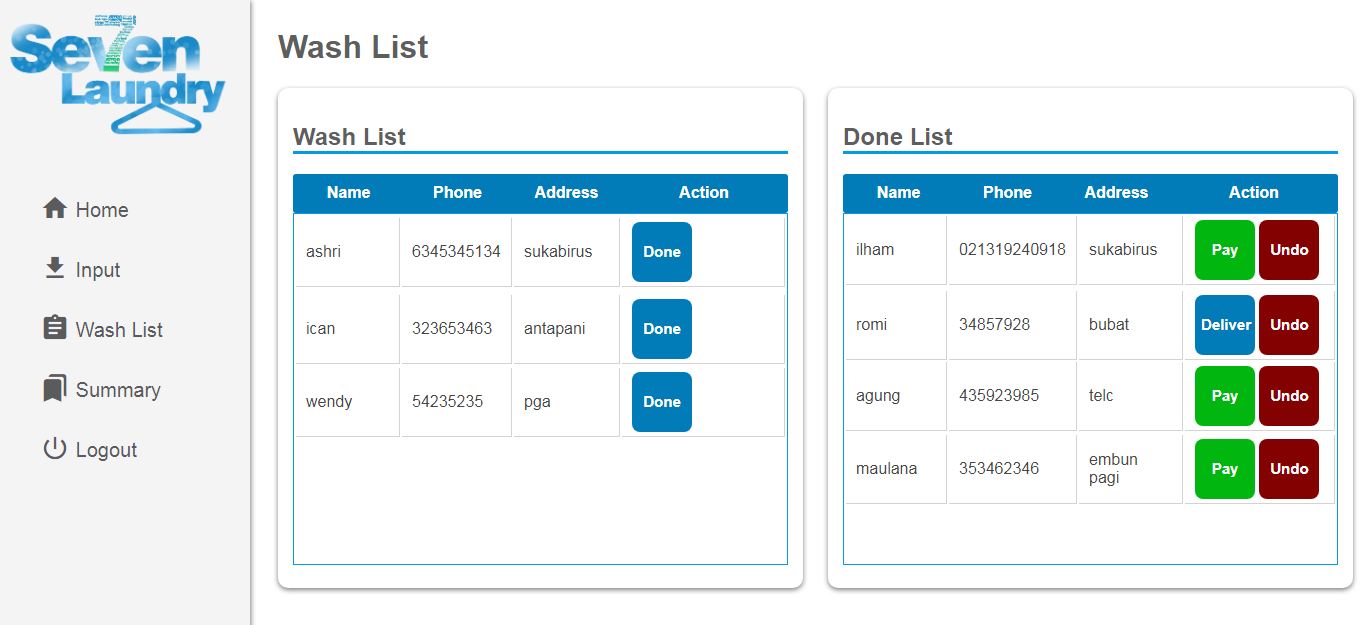 Se7en
Laundry
Home
Input
Wash List
Summary
Logout
Wash List
Wash List
Name Phone Address Action
ashri 6345345134 sukabirus Done
ican 323653463 antapani Done
wendy 54235235 pga Done
Done List
Name Phone Address Action
ilham 021319240918 sukabirus Pay Undo
romi 34857928 bubat Deliver Undo
agung 435923985 telc Pay Undo
maulana 353462346 embun pagi Pay Undo